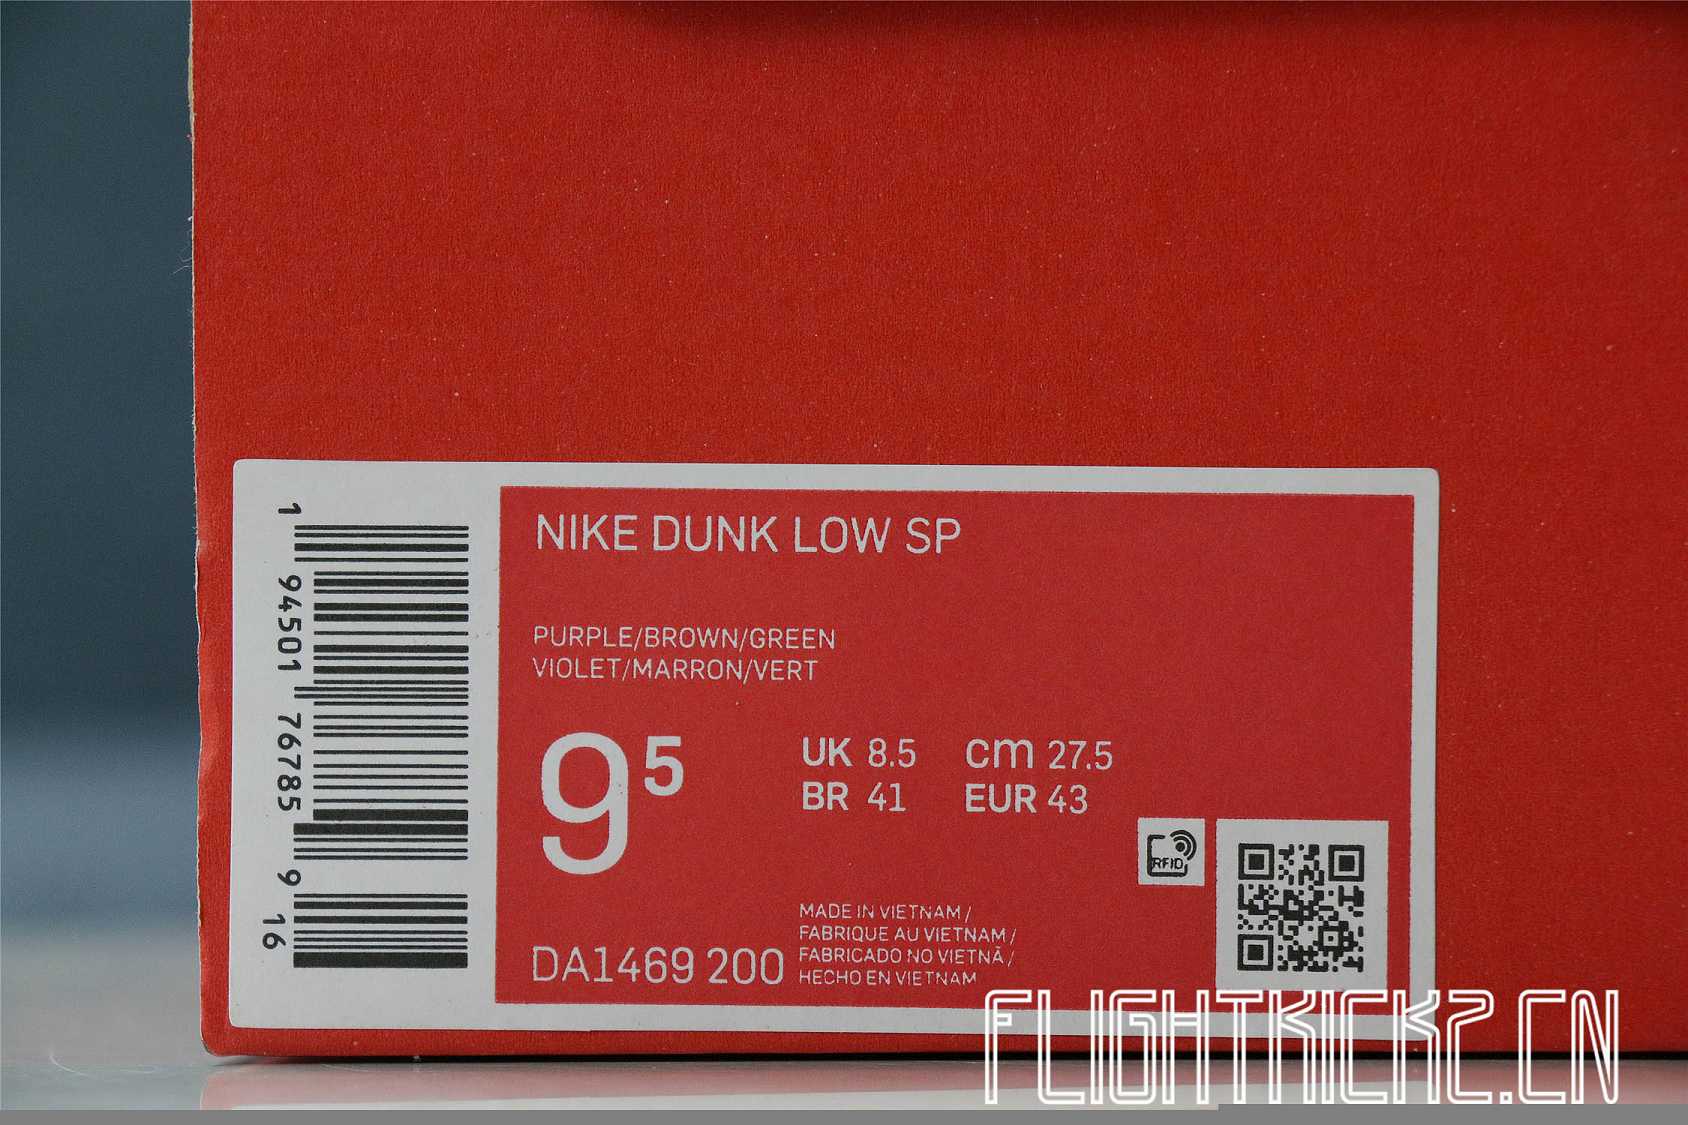 1 94501 76785 9 16
NIKE DUNK LOW SP
PURPLE/BROWN/GREEN
VIOLET/MARRON/VERT
9⁵
UK 8.5 cm 27.5
BR 41 EUR 43
RFID
DA1469 200
MADE IN VIETNAM /
FABRIQUE AU VIETNAM /
FABRICADO NO VIETNÃ /
HECHO EN VIETNAM
FLIGHTKICKZ.CN